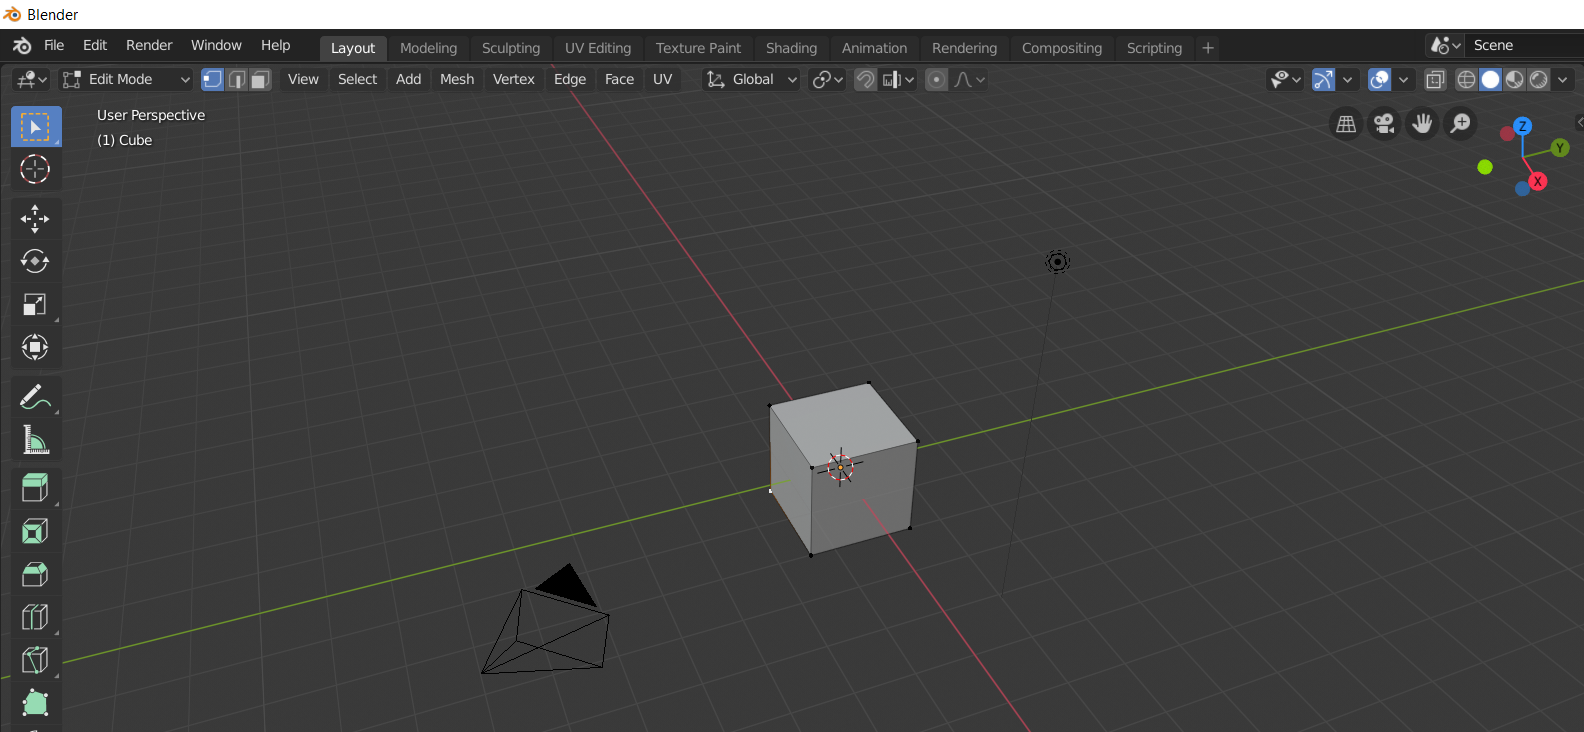 Blender
File Edit Render Window Help Layout Modeling Sculpting UV Editing Texture Paint Shading Animation Rendering Compositing Scripting + Scene
Edit Mode View Select Add Mesh Vertex Edge Face UV Global
User Perspective
(1) Cube
Z
Y
X